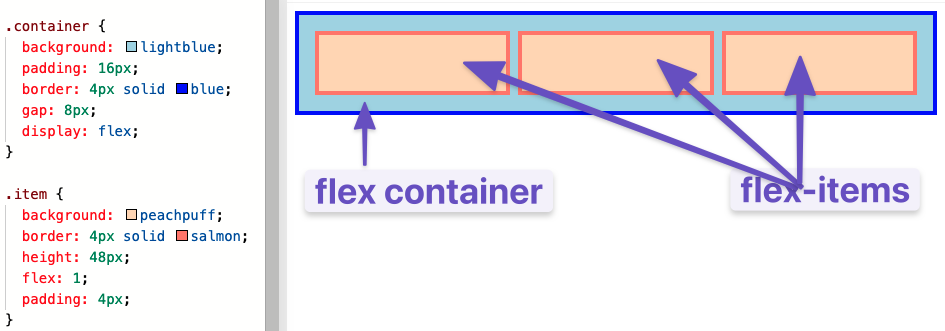 .container {
background: lightblue;
padding: 16px;
border: 4px solid blue;
gap: 8px;
display: flex;
}
.item {
background: peachpuff;
border: 4px solid salmon;
height: 48px;
flex: 1;
padding: 4px;
}
flex container
flex-items